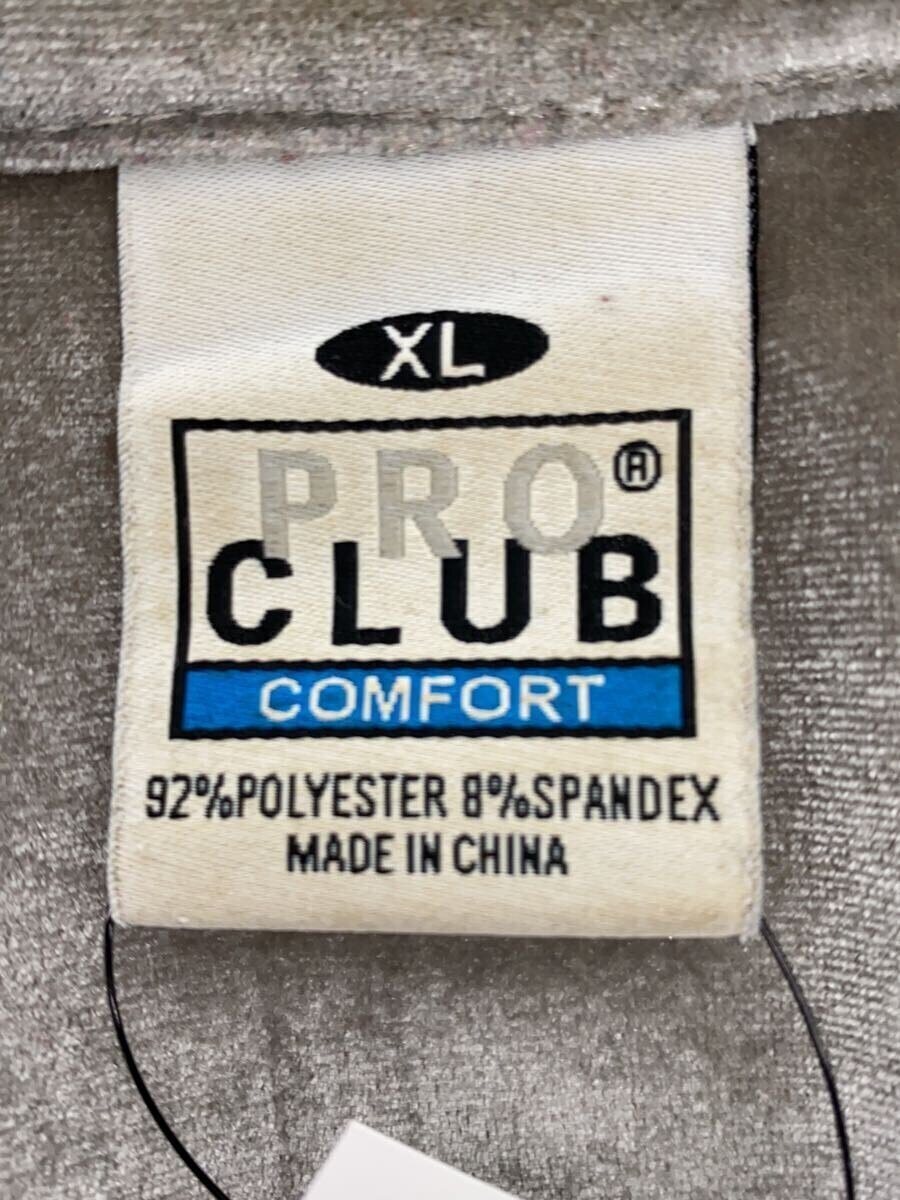 XL
PRO®
CLUB
COMFORT
92%POLYESTER 8%SPANDEX
MADE IN CHINA